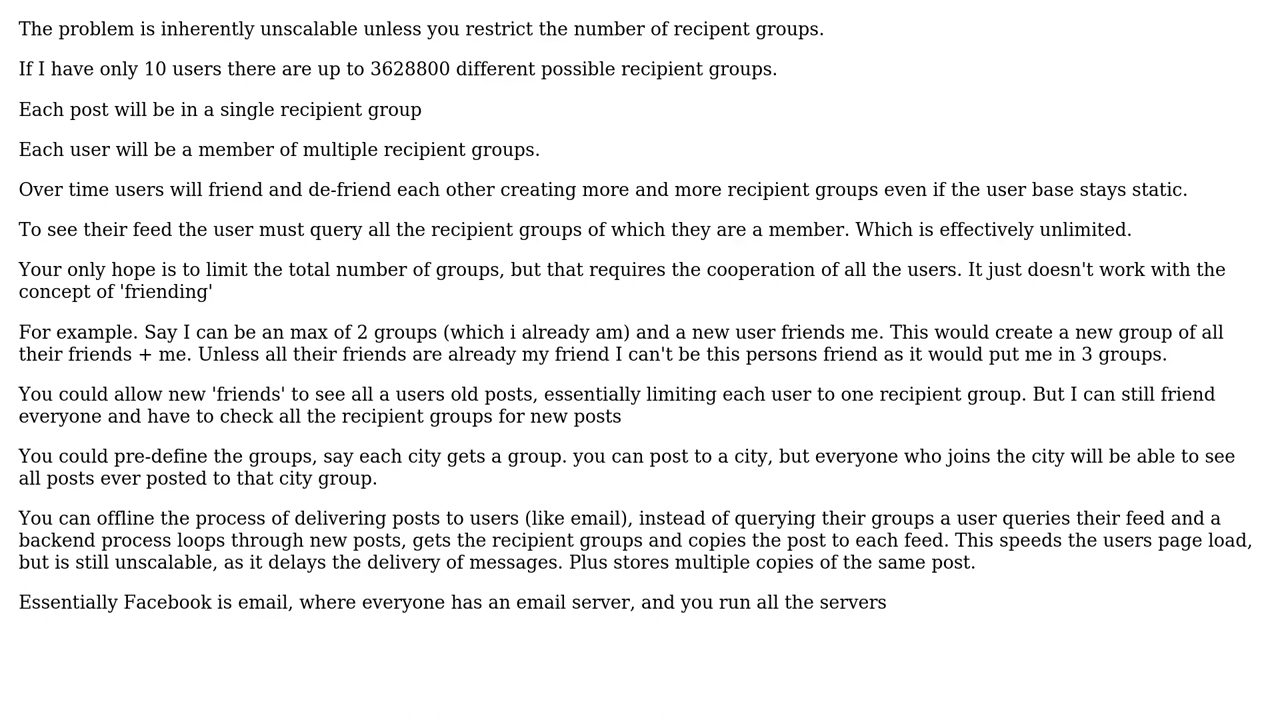 The problem is inherently unscalable unless you restrict the number of recipent groups.
If I have only 10 users there are up to 3628800 different possible recipient groups.
Each post will be in a single recipient group
Each user will be a member of multiple recipient groups.
Over time users will friend and de-friend each other creating more and more recipient groups even if the user base stays static.
To see their feed the user must query all the recipient groups of which they are a member. Which is effectively unlimited.
Your only hope is to limit the total number of groups, but that requires the cooperation of all the users. It just doesn't work with the
concept of 'friending'
For example. Say I can be an max of 2 groups (which i already am) and a new user friends me. This would create a new group of all
their friends + me. Unless all their friends are already my friend I can't be this persons friend as it would put me in 3 groups.
You could allow new 'friends' to see all a users old posts, essentially limiting each user to one recipient group. But I can still friend
everyone and have to check all the recipient groups for new posts
You could pre-define the groups, say each city gets a group. you can post to a city, but everyone who joins the city will be able to see
all posts ever posted to that city group.
You can offline the process of delivering posts to users (like email), instead of querying their groups a user queries their feed and a
backend process loops through new posts, gets the recipient groups and copies the post to each feed. This speeds the users page load,
but is still unscalable, as it delays the delivery of messages. Plus stores multiple copies of the same post.
Essentially Facebook is email, where everyone has an email server, and you run all the servers